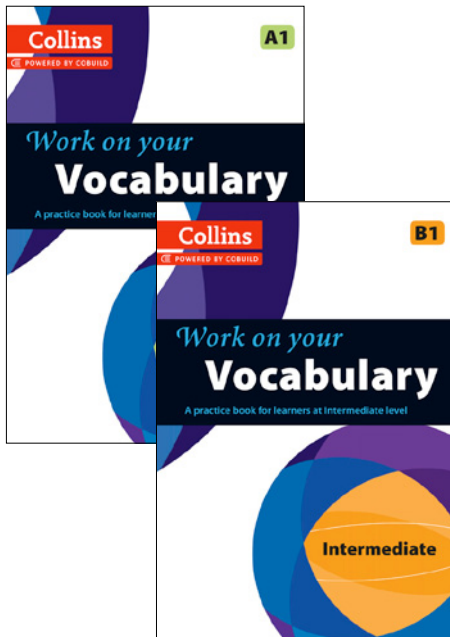 Collins
A1
POWERED BY COBUILD
Work on your
Vocabulary
A practice book for learner
Collins
B1
POWERED BY COBUILD
Work on your
Vocabulary
A practice book for learners at Intermediate level
Intermediate